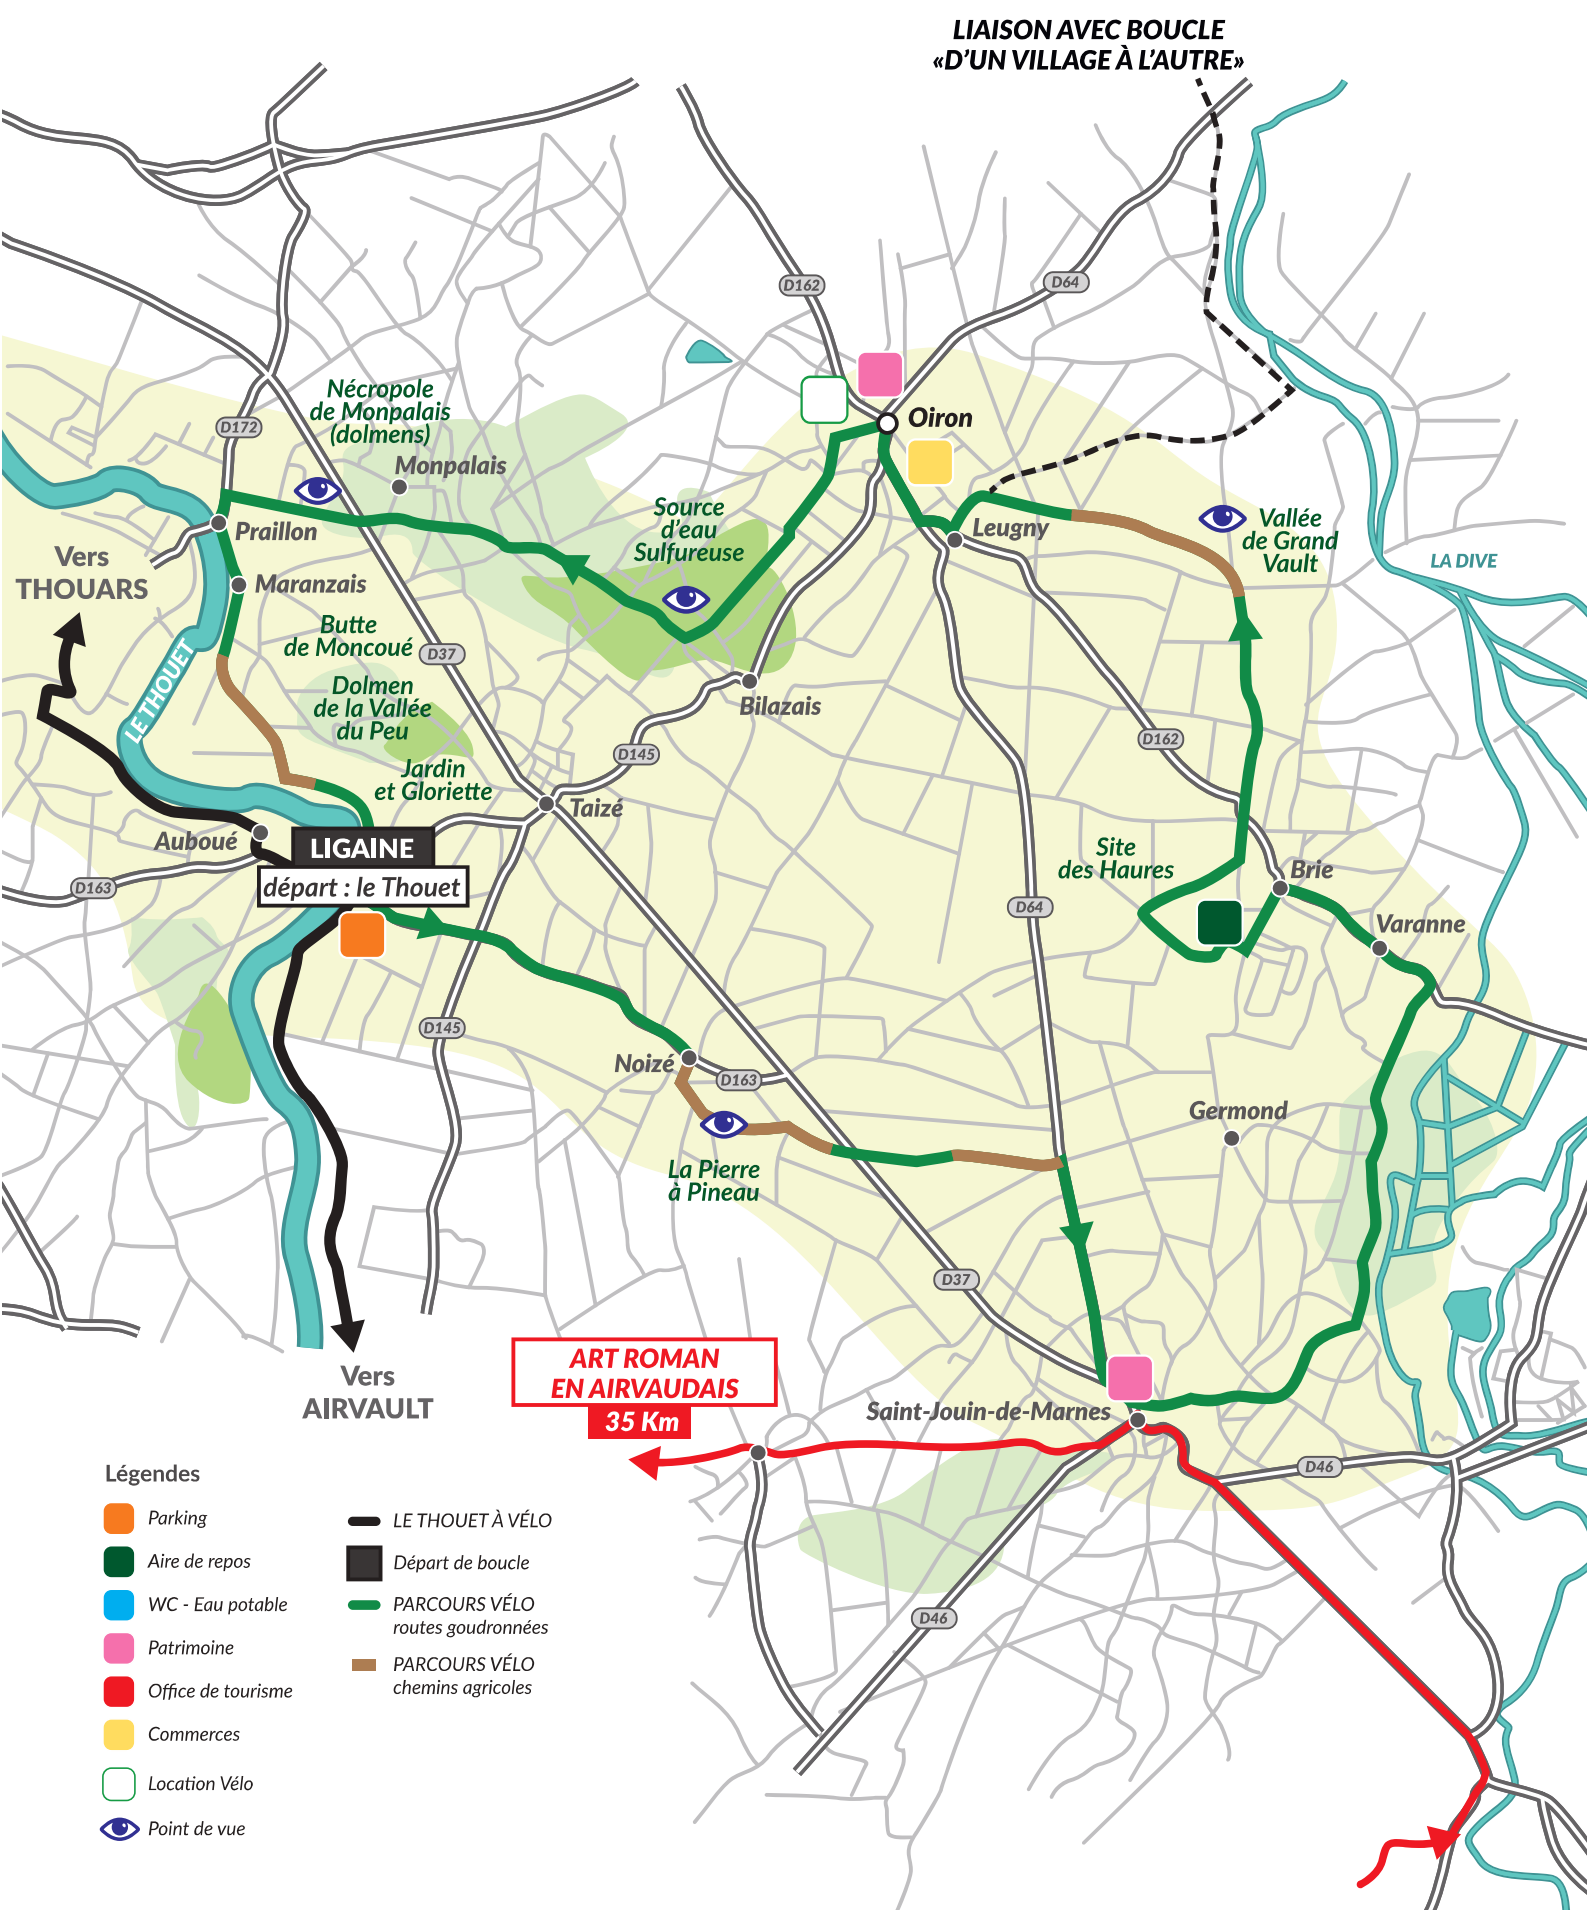 LIAISON AVEC BOUCLE
«D’UN VILLAGE À L’AUTRE»
D162
D64
Nécropole
de Monpalais
(dolmens)
D172
Oiron
Monpalais
Source
d’eau
Sulfureuse
Leugny
Vallée
de Grand
Vault
Praillon
Vers
THOUARS
LA DIVE
Maranzais
Butte
de Moncoué
D37
LE THOUET
Dolmen
de la Vallée
du Peu
Bilazais
D145
D162
Jardin
et Gloriette
Taizé
Auboué
LIGAINE
départ : le Thouet
D163
Site
des Haures
Brie
D64
Varanne
D145
Noizé
D163
Germond
La Pierre
à Pineau
D37
ART ROMAN
EN AIRVAUDAIS
35 Km
Vers
AIRVAULT
Saint-Jouin-de-Marnes
D46
D46
Légendes
Parking
Aire de repos
WC - Eau potable
Patrimoine
Office de tourisme
Commerces
Location Vélo
Point de vue
LE THOUET À VÉLO
Départ de boucle
PARCOURS VÉLO
routes goudronnées
PARCOURS VÉLO
chemins agricoles